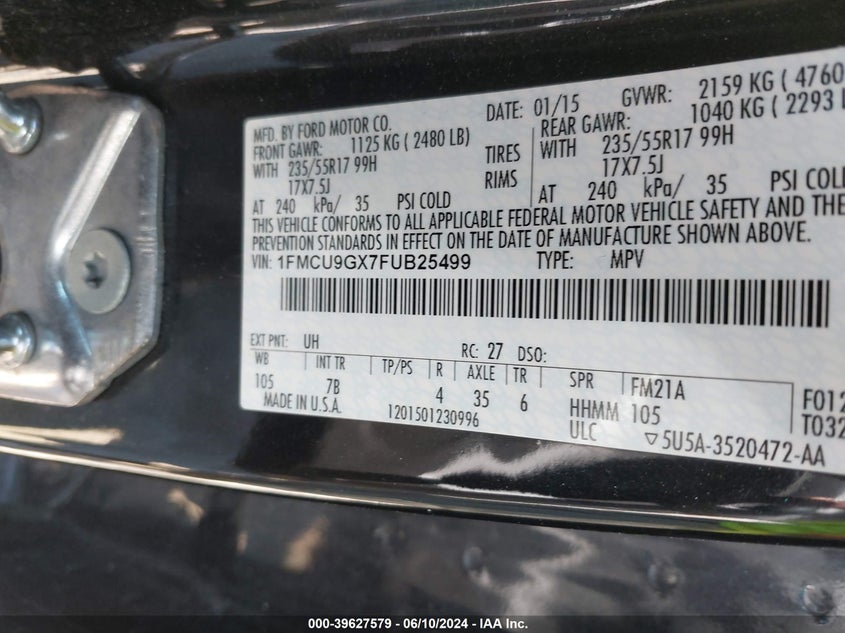 MFD. BY FORD MOTOR CO. DATE: 01/15 GVWR: 2159 KG ( 4760
FRONT GAWR: 1125 KG ( 2480 LB) REAR GAWR: 1040 KG ( 2293 L
WITH 235/55R17 99H TIRES WITH 235/55R17 99H
17X7.5J RIMS 17X7.5J
AT 240 kPa/ 35 PSI COLD AT 240 kPa/ 35 PSI COLD
THIS VEHICLE CONFORMS TO ALL APPLICABLE FEDERAL MOTOR VEHICLE SAFETY AND THE
PREVENTION STANDARDS IN EFFECT ON THE DATE OF MANUFACTURE SHOWN ABOVE.
VIN: 1FMCU9GX7FUB25499 TYPE: MPV
EXT PNT: UH RC: 27 DSO:
WB INT TR TP/PS R AXLE TR SPR FM21A F012
105 7B 4 35 6 HHMM 105 T032
MADE IN U.S.A. 1201501230996 ULC ▽5U5A-3520472-AA
000-39627579 - 06/10/2024 - IAA Inc.